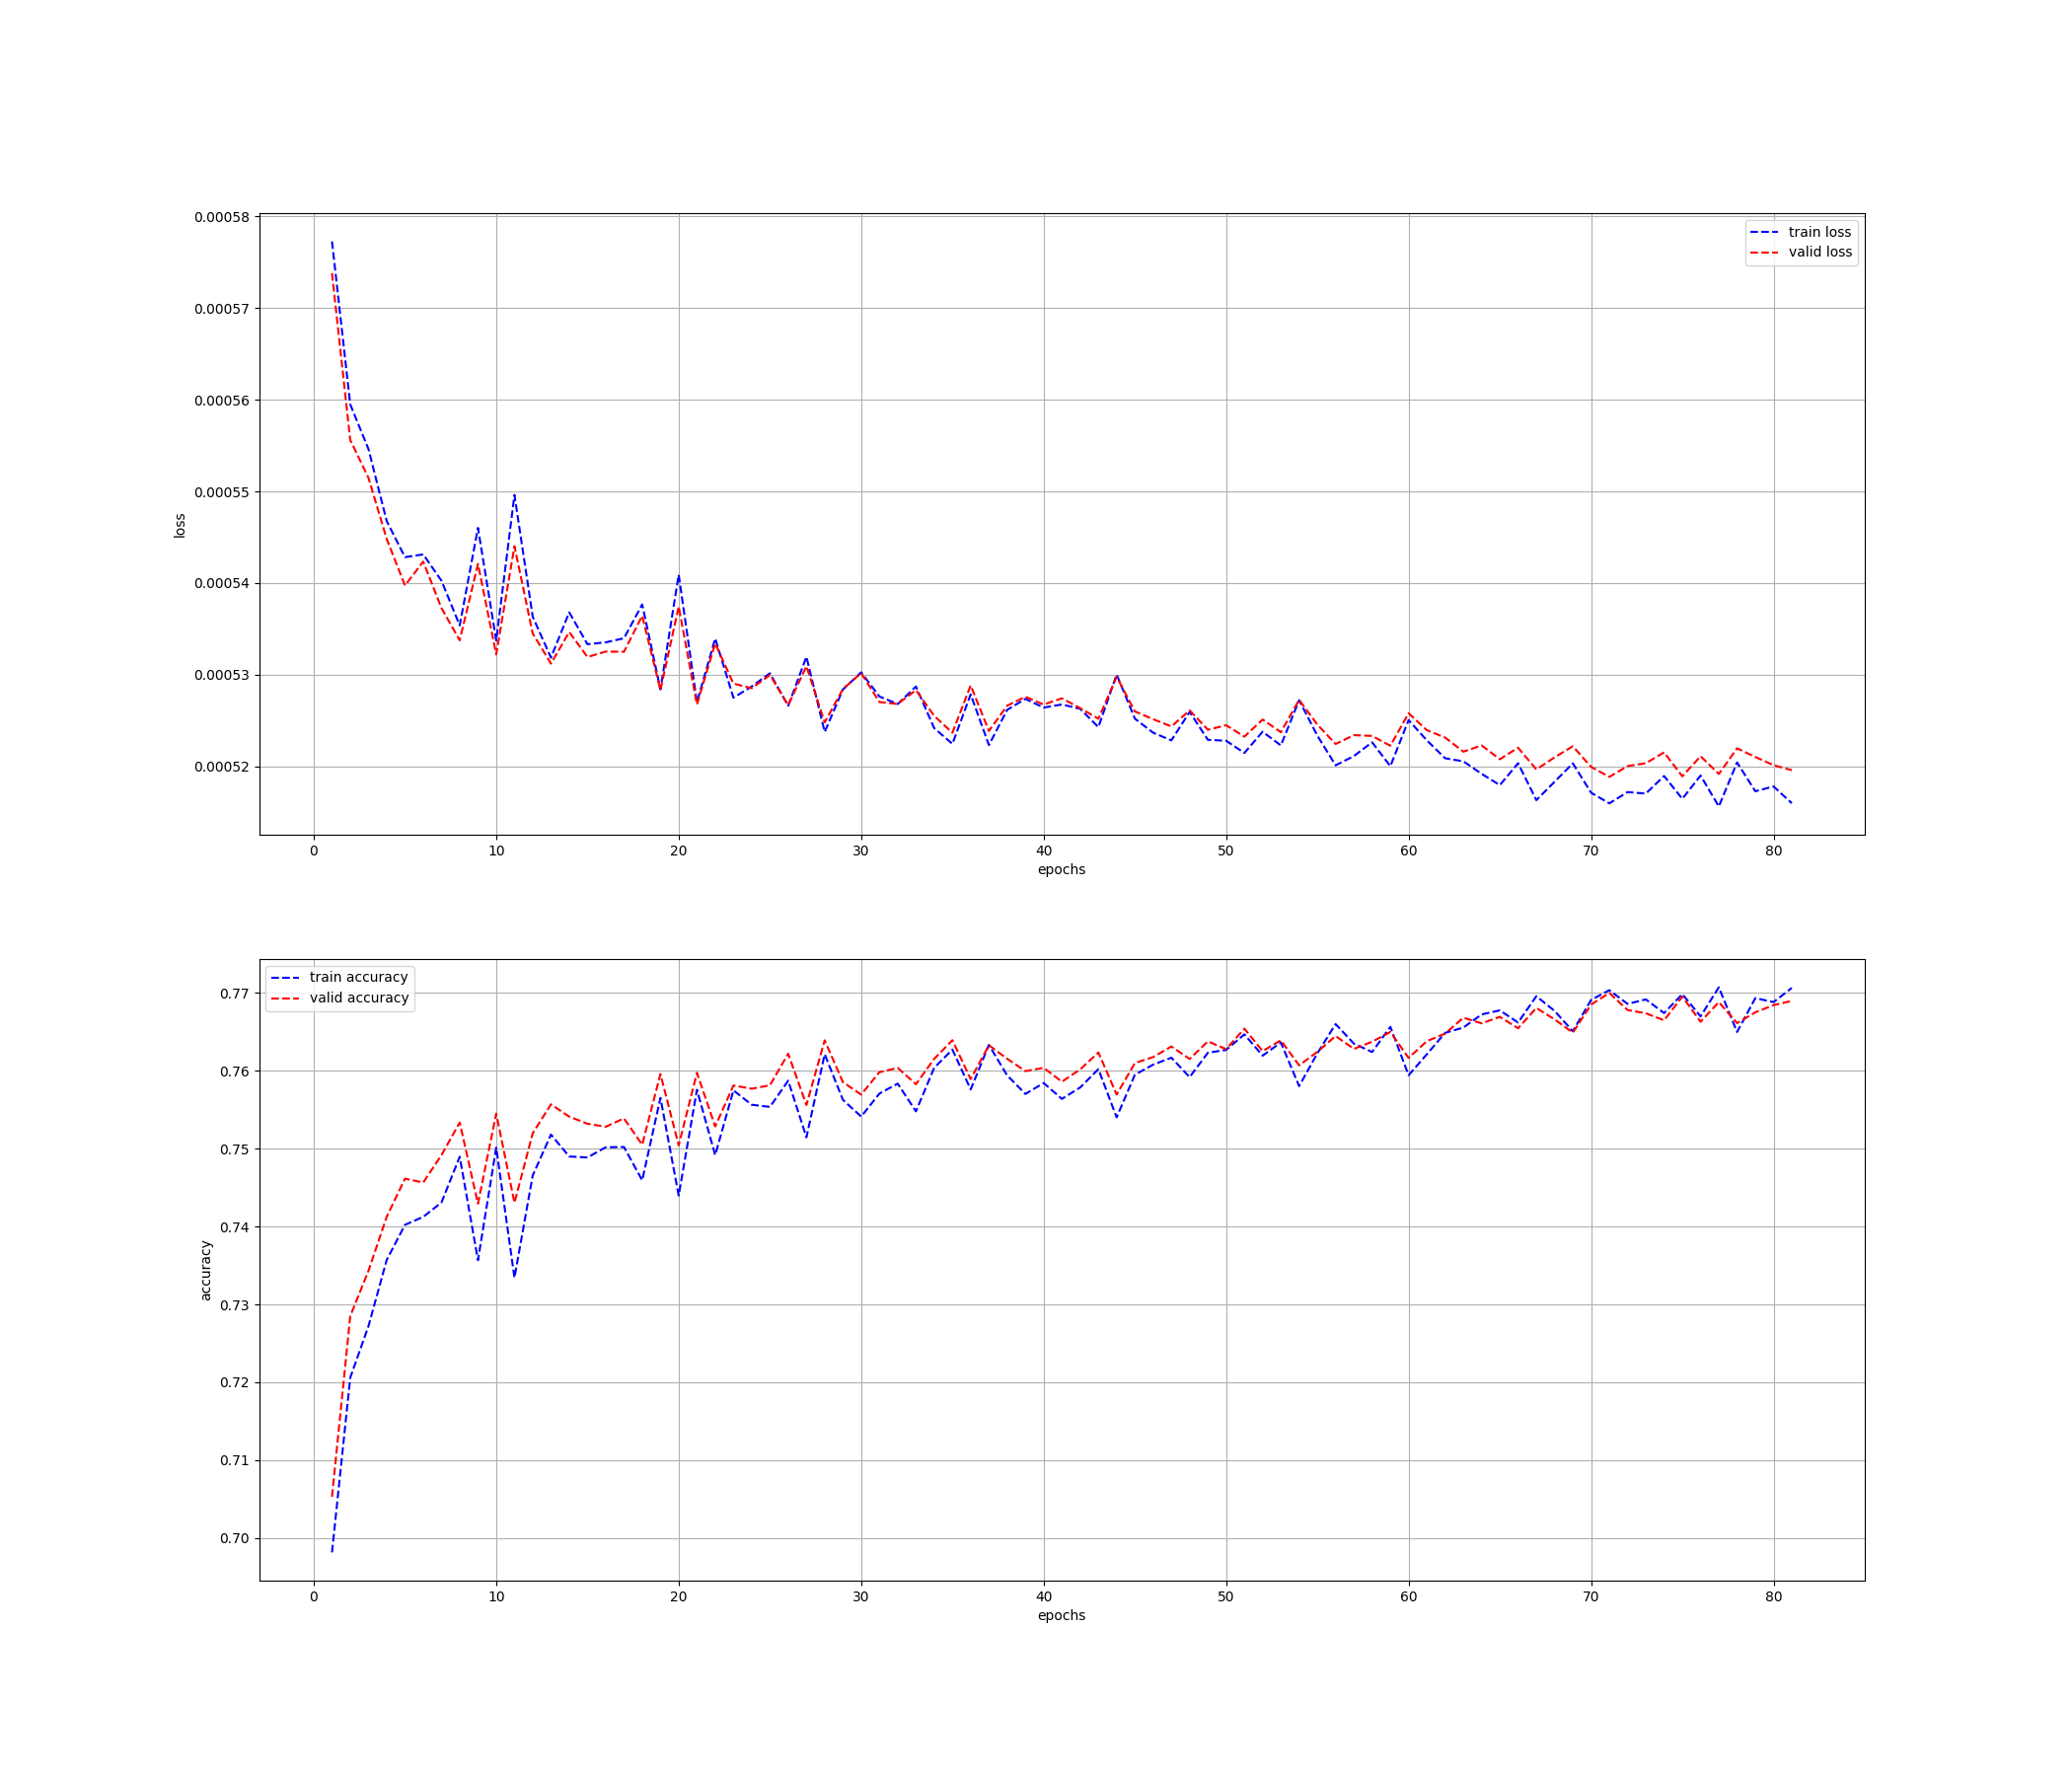 0.00058
0.00057
0.00056
0.00055
0.00054
0.00053
0.00052
loss
train loss
valid loss
0 10 20 30 40 50 60 70 80
epochs
train accuracy
valid accuracy
0.77
0.76
0.75
0.74
0.73
0.72
0.71
0.70
accuracy
0 10 20 30 40 50 60 70 80
epochs